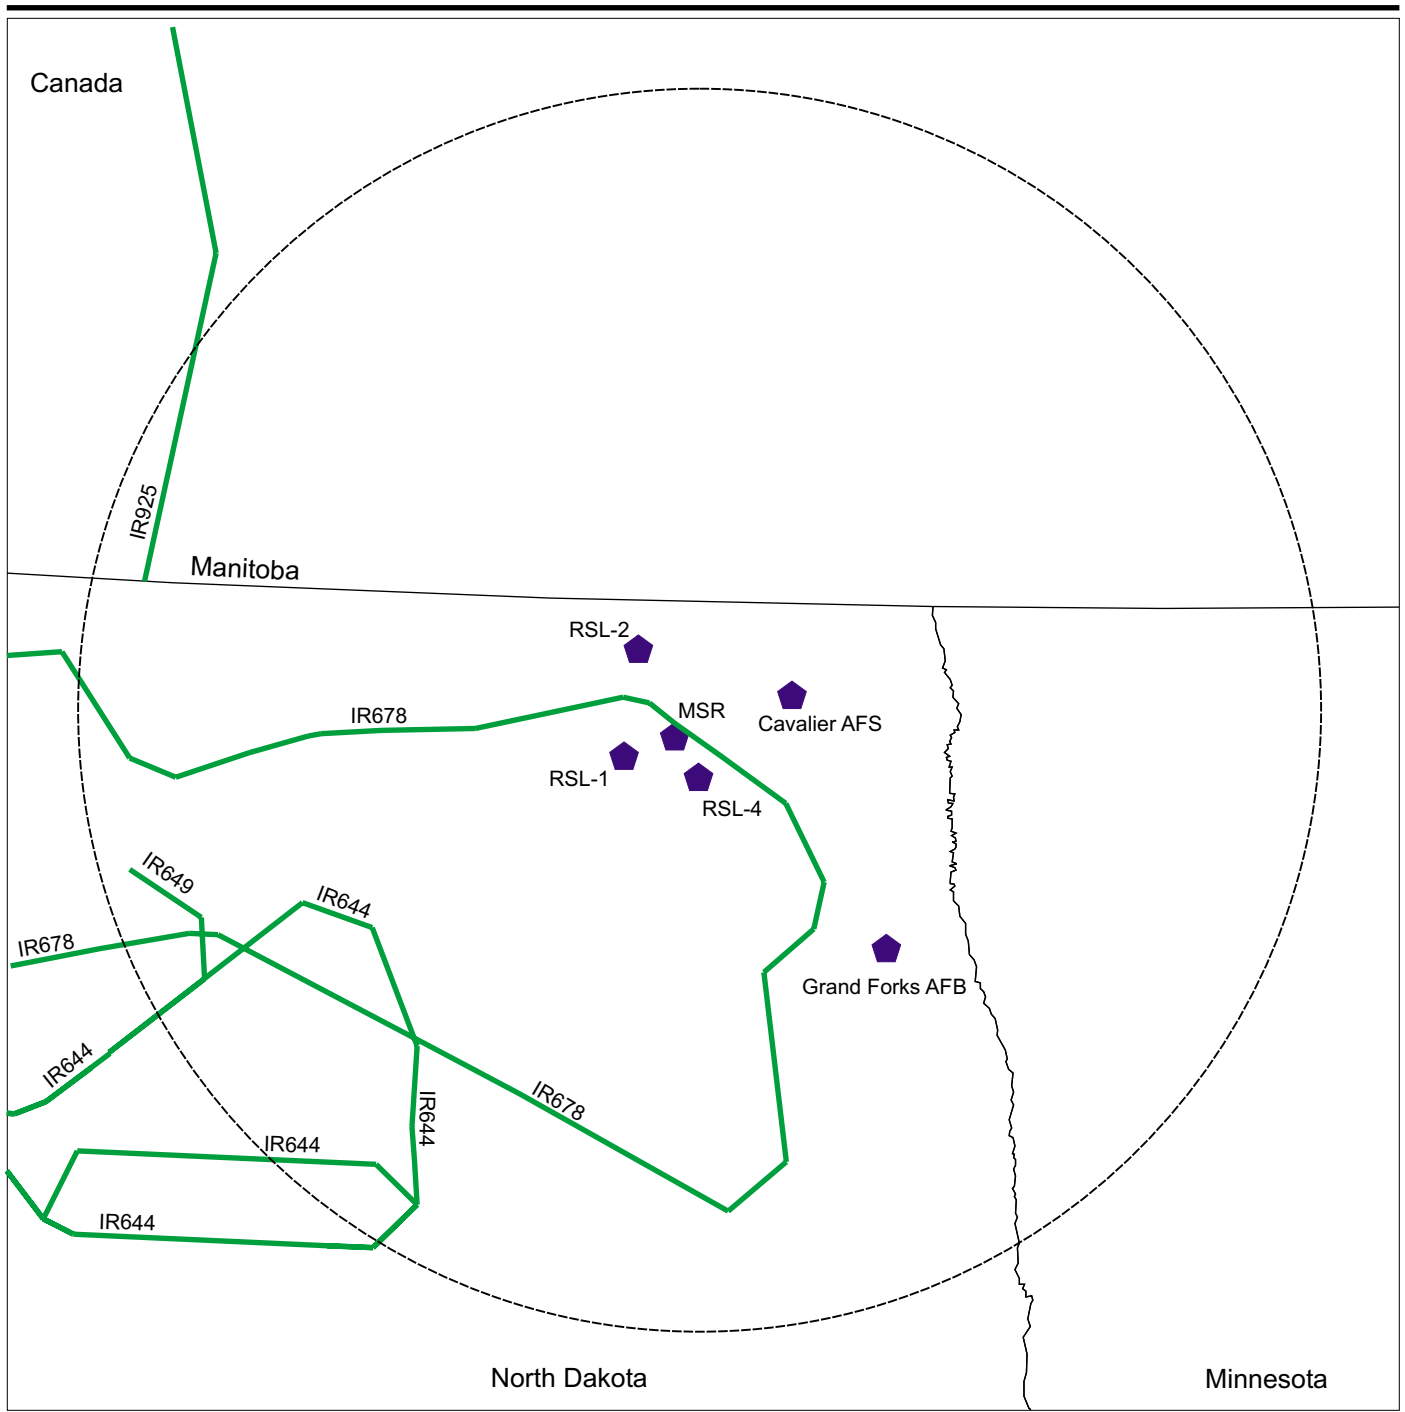 Canada
IR925
Manitoba
RSL-2
IR678
MSR
Cavalier AFS
RSL-1
RSL-4
IR649
IR644
IR678
Grand Forks AFB
IR644
IR678
IR644
IR644
IR644
North Dakota
Minnesota